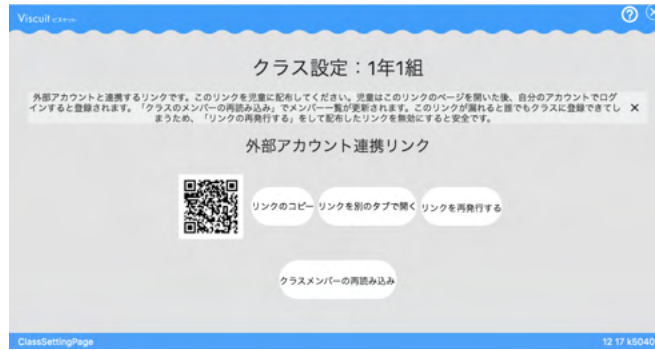 Viscuit ビスケット
クラス設定：1年1組
外部アカウントと連携するリンクです。このリンクを児童に配布してください。児童はこのリンクのページを開いた後、自分のアカウントでログ
インすると登録されます。「クラスのメンバーの再読み込み」でメンバー一覧が更新されます。このリンクが漏れると誰でもクラスに登録できてし
まうため、「リンクの再発行する」をして配布したリンクを無効にすると安全です。
外部アカウント連携リンク
リンクのコピー リンクを別のタブで開く リンクを再発行する
クラスメンバーの再読み込み
ClassSettingPage 12 17 k5040